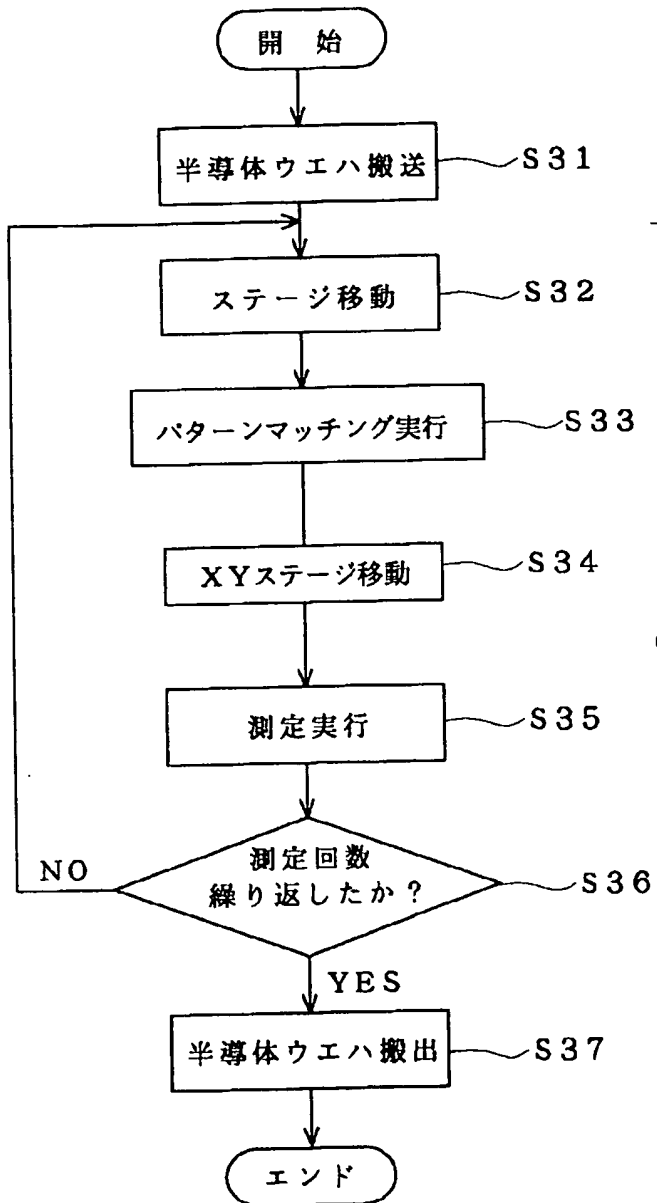 開 始
半導体ウエハ搬送
S31
ステージ移動
S32
パターンマッチング実行
S33
XYステージ移動
S34
測定実行
S35
測定回数
繰り返したか?
S36
NO
YES
半導体ウエハ搬出
S37
エンド